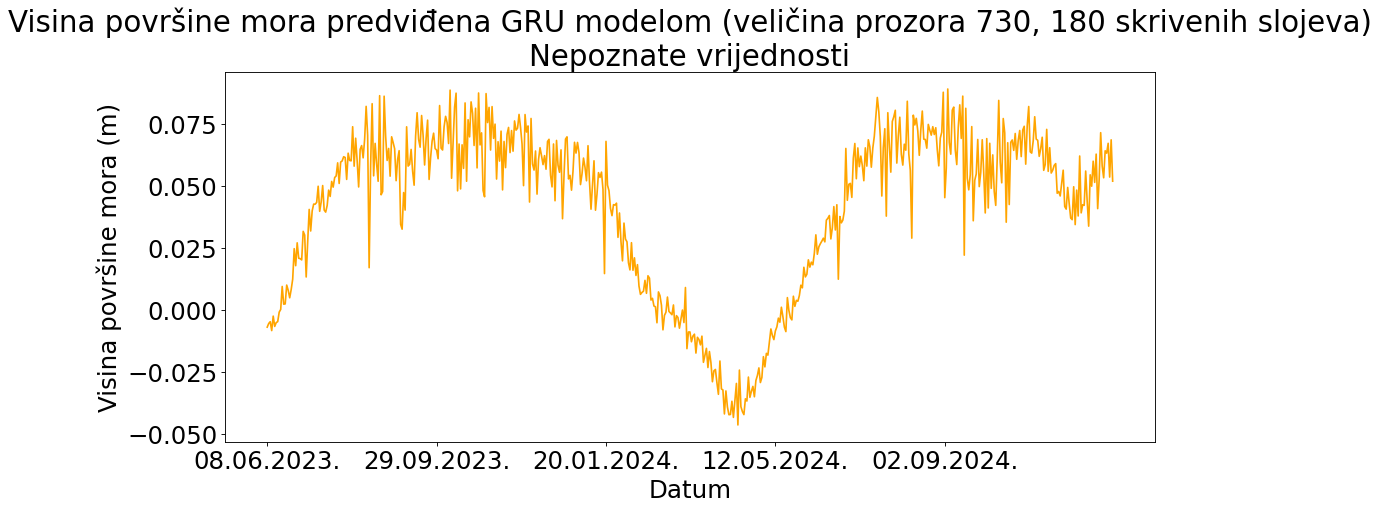 Visina površine mora predviđena GRU modelom (veličina prozora 730, 180 skrivenih slojeva)
Nepoznate vrijednosti
Visina površine mora (m)
0.075
0.050
0.025
0.000
−0.025
−0.050
08.06.2023. 29.09.2023. 20.01.2024. 12.05.2024. 02.09.2024.
Datum